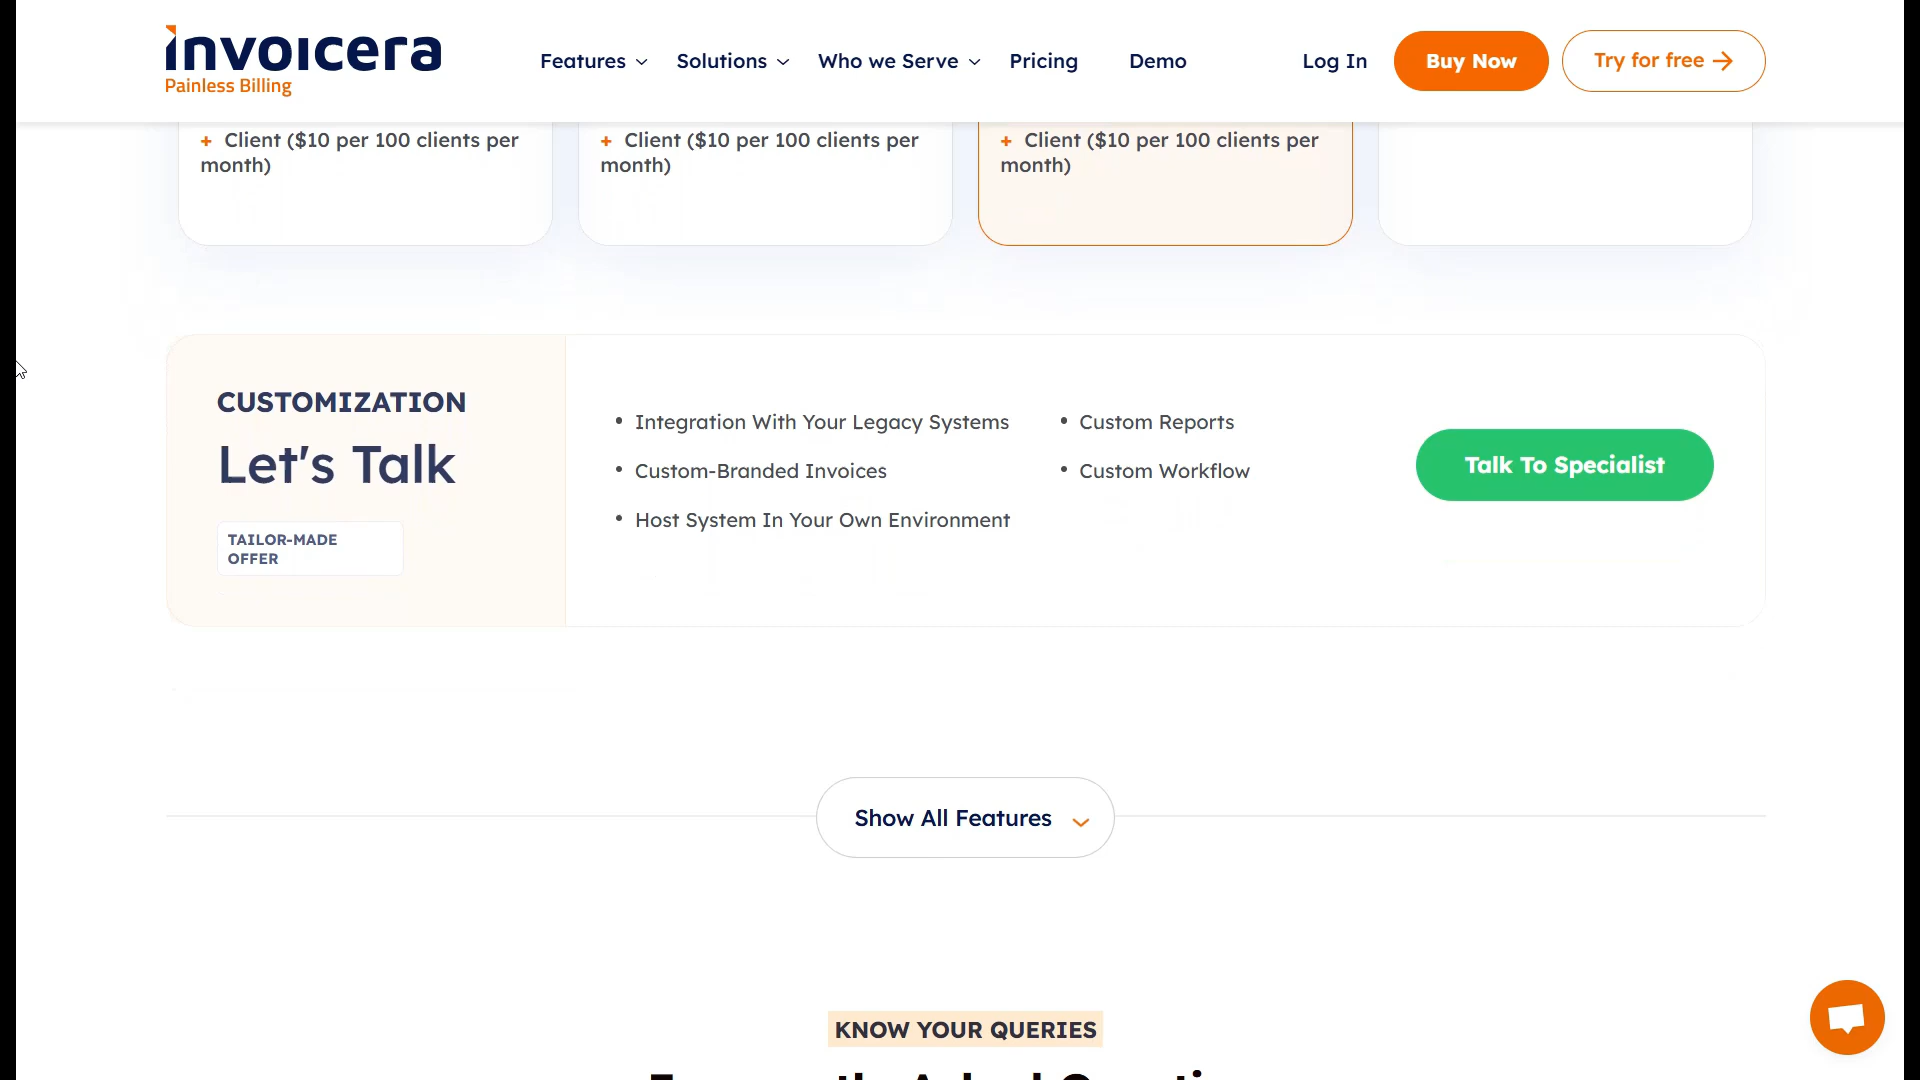 invoicera
Painless Billing
Features
Solutions
Who we Serve
Pricing
Demo
Log In
Buy Now
Try for free
+ Client ($10 per 100 clients per
month)
+ Client ($10 per 100 clients per
month)
+ Client ($10 per 100 clients per
month)
CUSTOMIZATION
Let's Talk
TAILOR-MADE
OFFER
• Integration With Your Legacy Systems
• Custom-Branded Invoices
• Host System In Your Own Environment
• Custom Reports
• Custom Workflow
Talk To Specialist
Show All Features
KNOW YOUR QUERIES